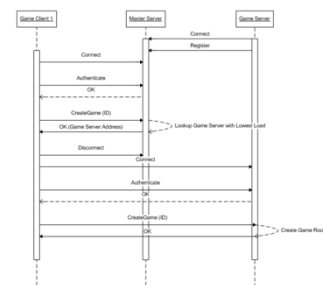 Game Client 1
Master Server
Game Server
Connect
Register
Connect
Authenticate
OK
CreateGame (ID)
Lookup Game Server with Lowest Load
OK (Game Server Address)
Disconnect
Connect
Authenticate
OK
CreateGame (ID)
Create Game Roo
OK